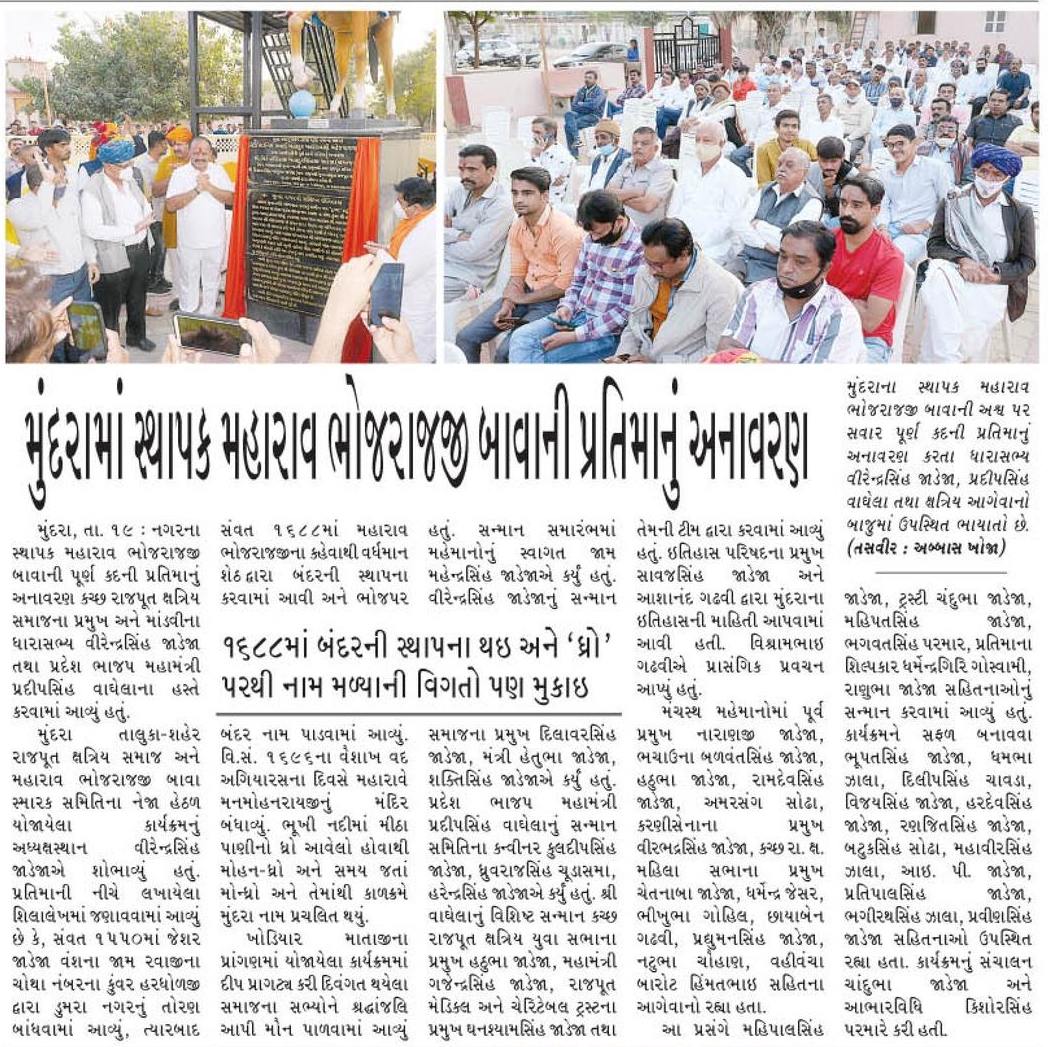 મુંદરામાં સ્થાપક મહારાવ ભોજરાજજી બાવાની પ્રતિમાનું અનાવરણ
મુંદરાના સ્થાપક મહારાવ
ભોજરાજજી બાવાની અશ્વ પર
સવાર પૂર્ણ કદની પ્રતિમાનું
અનાવરણ કરતા ધારાસભ્ય
વીરેન્દ્રસિંહ જાડેજા, પ્રદીપસિંહ
વાઘેલા તથા ક્ષત્રિય આગેવાનો
બાજુમાં ઉપસ્થિત ભાયાતો છે.
(તસવીર : અબ્બાસ ખોજા)
મુંદરા, તા. ૧૯ : નગરના
સ્થાપક મહારાવ ભોજરાજજી
બાવાની પૂર્ણ કદની પ્રતિમાનું
અનાવરણ કચ્છ રાજપૂત ક્ષત્રિય
સમાજના પ્રમુખ અને માંડવીના
ધારાસભ્ય વીરેન્દ્રસિંહ જાડેજા
તથા પ્રદેશ ભાજપ મહામંત્રી
પ્રદીપસિંહ વાઘેલાના હસ્તે
કરવામાં આવ્યું હતું.
મુંદરા તાલુકા-શહેર
રાજપૂત ક્ષત્રિય સમાજ અને
મહારાવ ભોજરાજજી બાવા
સ્મારક સમિતિના નેજા હેઠળ
યોજાયેલા કાર્યક્રમનું
અધ્યક્ષસ્થાન વીરેન્દ્રસિંહ
જાડેજાએ શોભાવ્યું હતું.
પ્રતિમાની નીચે લખાયેલા
શિલાલેખમાં જણાવવામાં આવ્યું
છે કે, સંવત ૧૫૫૦માં જેશર
જાડેજા વંશના જામ રવાજીના
ચોથા નંબરના કુંવર હરધોળજી
દ્વારા ડુમરા નગરનું તોરણ
બાંધવામાં આવ્યું, ત્યારબાદ
સંવત ૧૬૮૮માં મહારાવ
ભોજરાજજીના કહેવાથી વર્ધમાન
શેઠ દ્વારા બંદરની સ્થાપના
કરવામાં આવી અને ભોજપર
૧૬૮૮માં બંદરની સ્થાપના થઇ અને ‘ધ્રો’
પરથી નામ મળ્યાની વિગતો પણ મુકાઇ
બંદર નામ પાડવામાં આવ્યું.
વિ.સં. ૧૬૯૬ના વૈશાખ વદ
અગિયારસના દિવસે મહારાવે
મનમોહનરાયજીનું મંદિર
બંધાવ્યું. ભૂખી નદીમાં મીઠા
પાણીનો ધ્રો આવેલો હોવાથી
મોહન-ધ્રો અને સમય જતાં
મોન્ધ્રો અને તેમાંથી કાળક્રમે
મુંદરા નામ પ્રચલિત થયું.
ખોડિયાર માતાજીના
પ્રાંગણમાં યોજાયેલા કાર્યક્રમમાં
દીપ પ્રાગટ્ય કરી દિવંગત થયેલા
સમાજના સભ્યોને શ્રદ્ધાંજલિ
આપી મૌન પાળવામાં આવ્યું
હતું. સન્માન સમારંભમાં
મહેમાનોનું સ્વાગત જામ
મહેન્દ્રસિંહ જાડેજાએ કર્યું હતું.
વીરેન્દ્રસિંહ જાડેજાનું સન્માન
સમાજના પ્રમુખ દિલાવરસિંહ
જાડેજા, મંત્રી હેતુભા જાડેજા,
શક્તિસિંહ જાડેજાએ કર્યું હતું.
પ્રદેશ ભાજપ મહામંત્રી
પ્રદીપસિંહ વાઘેલાનું સન્માન
સમિતિના કન્વીનર કુલદીપસિંહ
જાડેજા, ધ્રુવરાજસિંહ ચૂડાસમા,
હરેન્દ્રસિંહ જાડેજાએ કર્યું હતું. શ્રી
વાઘેલાનું વિશિષ્ટ સન્માન કચ્છ
રાજપૂત ક્ષત્રિય યુવા સભાના
પ્રમુખ હઠુભા જાડેજા, મહામંત્રી
ગજેન્દ્રસિંહ જાડેજા, રાજપૂત
મેડિકલ અને ચેરિટેબલ ટ્રસ્ટના
પ્રમુખ ઘનશ્યામસિંહ જાડેજા તથા
તેમની ટીમ દ્વારા કરવામાં આવ્યું
હતું. ઇતિહાસ પરિષદના પ્રમુખ
સાવજસિંહ જાડેજા અને
આશાનંદ ગઢવી દ્વારા મુંદરાના
ઇતિહાસની માહિતી આપવામાં
આવી હતી. વિશ્રામભાઇ
ગઢવીએ પ્રાસંગિક પ્રવચન
આપ્યું હતું.
મંચસ્થ મહેમાનોમાં પૂર્વ
પ્રમુખ નારાણજી જાડેજા,
ભચાઉના બળવંતસિંહ જાડેજા,
હઠુભા જાડેજા, રામદેવસિંહ
જાડેજા, અમરસંગ સોઢા,
કરણીસેનાના પ્રમુખ
વીરભદ્રસિંહ જાડેજા, કચ્છ રા. ક્ષ.
મહિલા સભાના પ્રમુખ
ચેતનાબા જાડેજા, ધર્મેન્દ્ર જેસર,
ભીખુભા ગોહિલ, છાયાબેન
ગઢવી, પ્રદ્યુમનસિંહ જાડેજા,
નટુભા ચૌહાણ, વહીવંચા
બારોટ હિંમતભાઇ સહિતના
આગેવાનો રહ્યા હતા.
આ પ્રસંગે મહિપાલસિંહ
જાડેજા, ટ્રસ્ટી ચંદુભા જાડેજા,
મહિપતસિંહ જાડેજા,
ભગવતસિંહ પરમાર, પ્રતિમાના
શિલ્પકાર ધર્મેન્દ્રગિરિ ગોસ્વામી,
રાણુભા જાડેજા સહિતનાઓનું
સન્માન કરવામાં આવ્યું હતું.
કાર્યક્રમને સફળ બનાવવા
ભૂપતસિંહ જાડેજા, ધમભા
ઝાલા, દિલીપસિંહ ચાવડા,
વિજયસિંહ જાડેજા, હરદેવસિંહ
જાડેજા, રણજિતસિંહ જાડેજા,
બટુકસિંહ સોઢા, મહાવીરસિંહ
ઝાલા, આઇ. પી. જાડેજા,
પ્રતિપાલસિંહ જાડેજા,
ભગીરથસિંહ ઝાલા, પ્રવીણસિંહ
જાડેજા સહિતનાઓ ઉપસ્થિત
રહ્યા હતા. કાર્યક્રમનું સંચાલન
ચાંદુભા જાડેજા અને
આભારવિધિ કિશોરસિંહ
પરમારે કરી હતી.